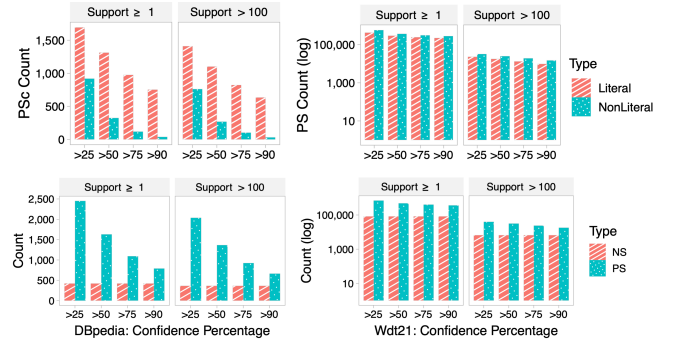 Support ≥ 1
Support > 100
PSc Count
1,500
1,000
500
0
>25 >50 >75 >90
>25 >50 >75 >90
Support ≥ 1
Support > 100
PS Count (log)
100,000
1,000
10
>25 >50 >75 >90
>25 >50 >75 >90
Type
Literal
NonLiteral
Support ≥ 1
Support > 100
Count
2,500
2,000
1,500
1,000
500
0
>25 >50 >75 >90
>25 >50 >75 >90
DBpedia: Confidence Percentage
Support ≥ 1
Support > 100
Count (log)
100,000
1,000
10
>25 >50 >75 >90
>25 >50 >75 >90
Wdt21: Confidence Percentage
Type
NS
PS